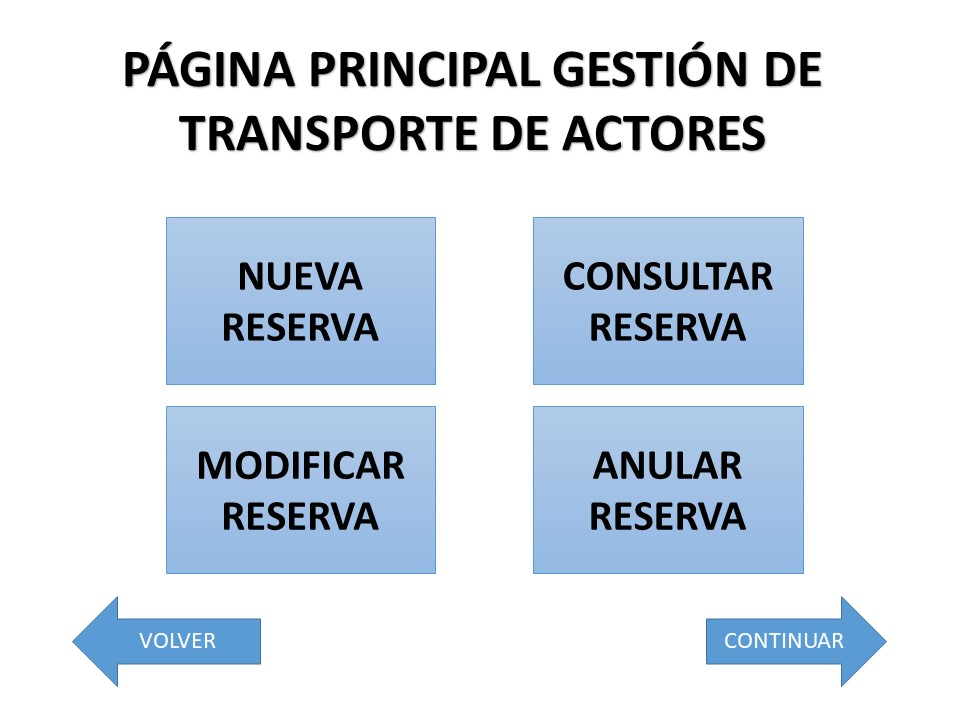 PÁGINA PRINCIPAL GESTIÓN DE
TRANSPORTE DE ACTORES
NUEVA
RESERVA
CONSULTAR
RESERVA
MODIFICAR
RESERVA
ANULAR
RESERVA
VOLVER
CONTINUAR